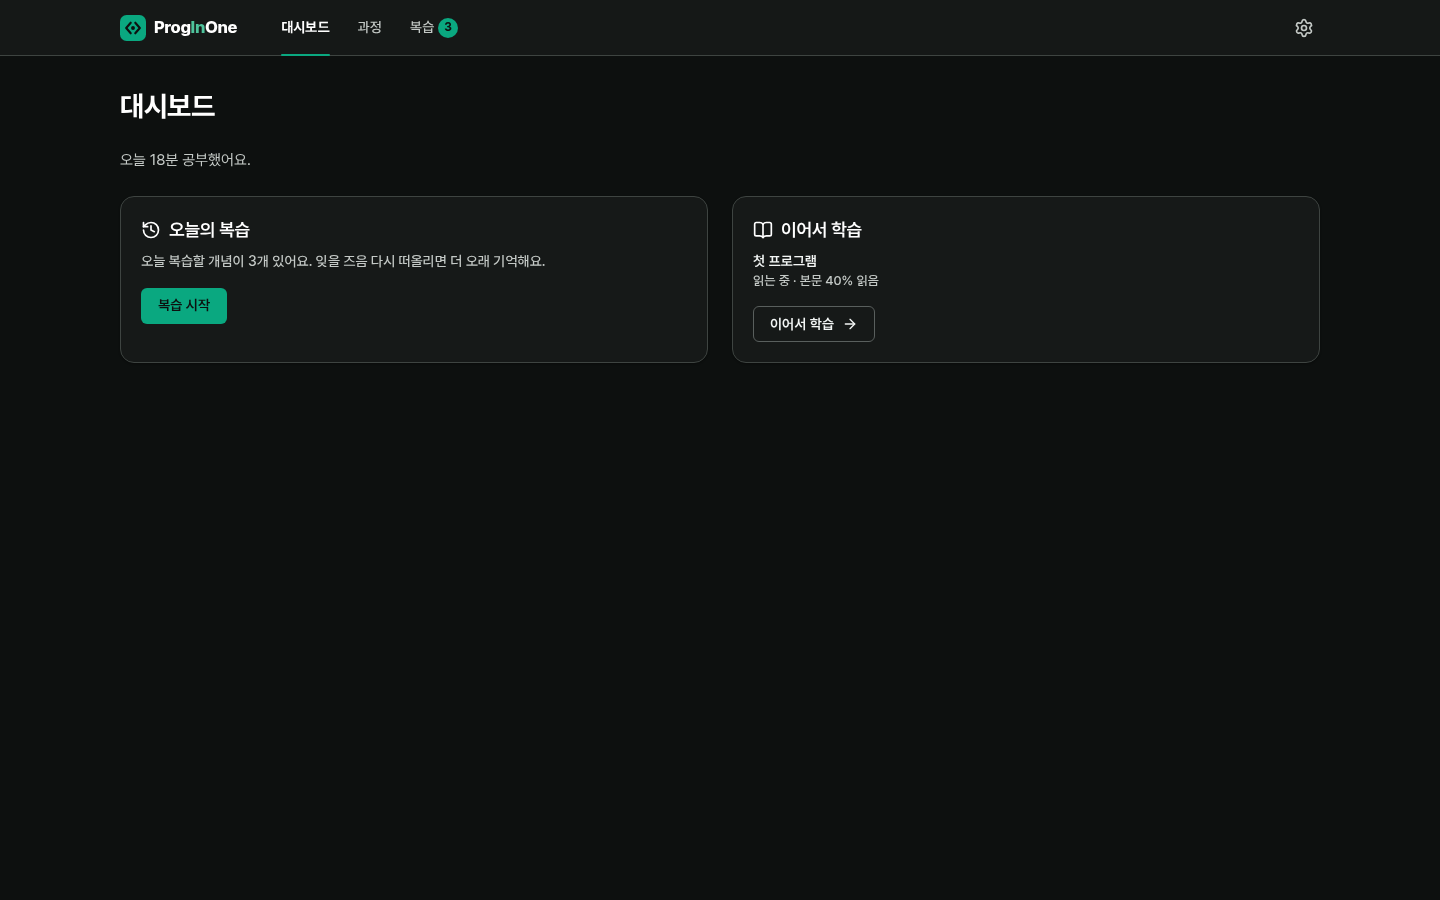 ProgInOne
대시보드
과정
복습 3
대시보드
오늘 18분 공부했어요.
오늘의 복습
오늘 복습할 개념이 3개 있어요. 잊을 즈음 다시 떠올리면 더 오래 기억해요.
복습 시작
이어서 학습
첫 프로그램
읽는 중 · 본문 40% 읽음
이어서 학습 →